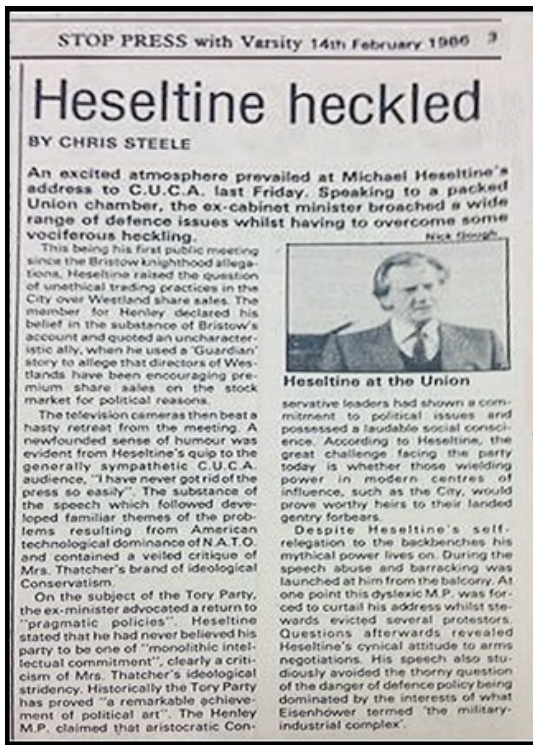 STOP PRESS with Varsity 14th February 1986 3
Heseltine heckled
BY CHRIS STEELE
An excited atmosphere prevailed at Michael Heseltine's
address to C.U.C.A. last Friday. Speaking to a packed
Union chamber, the ex-cabinet minister broached a wide
range of defence issues whilst having to overcome some
vociferous heckling.
This being his first public meeting
since the Bristow knighthood allega-
tions, Heseltine raised the question
of unethical trading practices in the
City over Westland share sales. The
member for Henley declared his
belief in the substance of Bristow's
account and quoted an uncharacter-
istic ally, when he used a 'Guardian'
story to allege that directors of Wes-
tlands have been encouraging pre-
mium share sales on the stock
market for political reasons.
The television cameras then beat a
hasty retreat from the meeting. A
newfounded sense of humour was
evident from Heseltine's quip to the
generally sympathetic C.U.C.A.
audience, "I have never got rid of the
press so easily". The substance of
the speech which followed deve-
loped familiar themes of the prob-
lems resulting from American
technological dominance of N.A.T.O.
and contained a veiled critique of
Mrs. Thatcher's brand of ideological
Conservatism.
On the subject of the Tory Party,
the ex-minister advocated a return to
"pragmatic policies". Heseltine
stated that he had never believed his
party to be one of "monolithic intel-
lectual commitment", clearly a criti-
cism of Mrs. Thatcher's ideological
stridency. Historically the Tory Party
has proved "a remarkable achieve-
ment of political art". The Henley
M.P. claimed that aristocratic Con-
Nick Gough
Heseltine at the Union
servative leaders had shown a com-
mitment to political issues and
possessed a laudable social consci-
ence. According to Heseltine, the
great challenge facing the party
today is whether those wielding
power in modern centres of
influence, such as the City, would
prove worthy heirs to their landed
gentry forbears.
Despite Heseltine's self-
relegation to the backbenches his
mythical power lives on. During the
speech abuse and barracking was
launched at him from the balcony. At
one point this dyslexic M.P. was for-
ced to curtail his address whilst ste-
wards evicted several protestors.
Questions afterwards revealed
Heseltine's cynical attitude to arms
negotiations. His speech also stu-
diously avoided the thorny question
of the danger of defence policy being
dominated by the interests of what
Eisenhower termed 'the military-
industrial complex'.